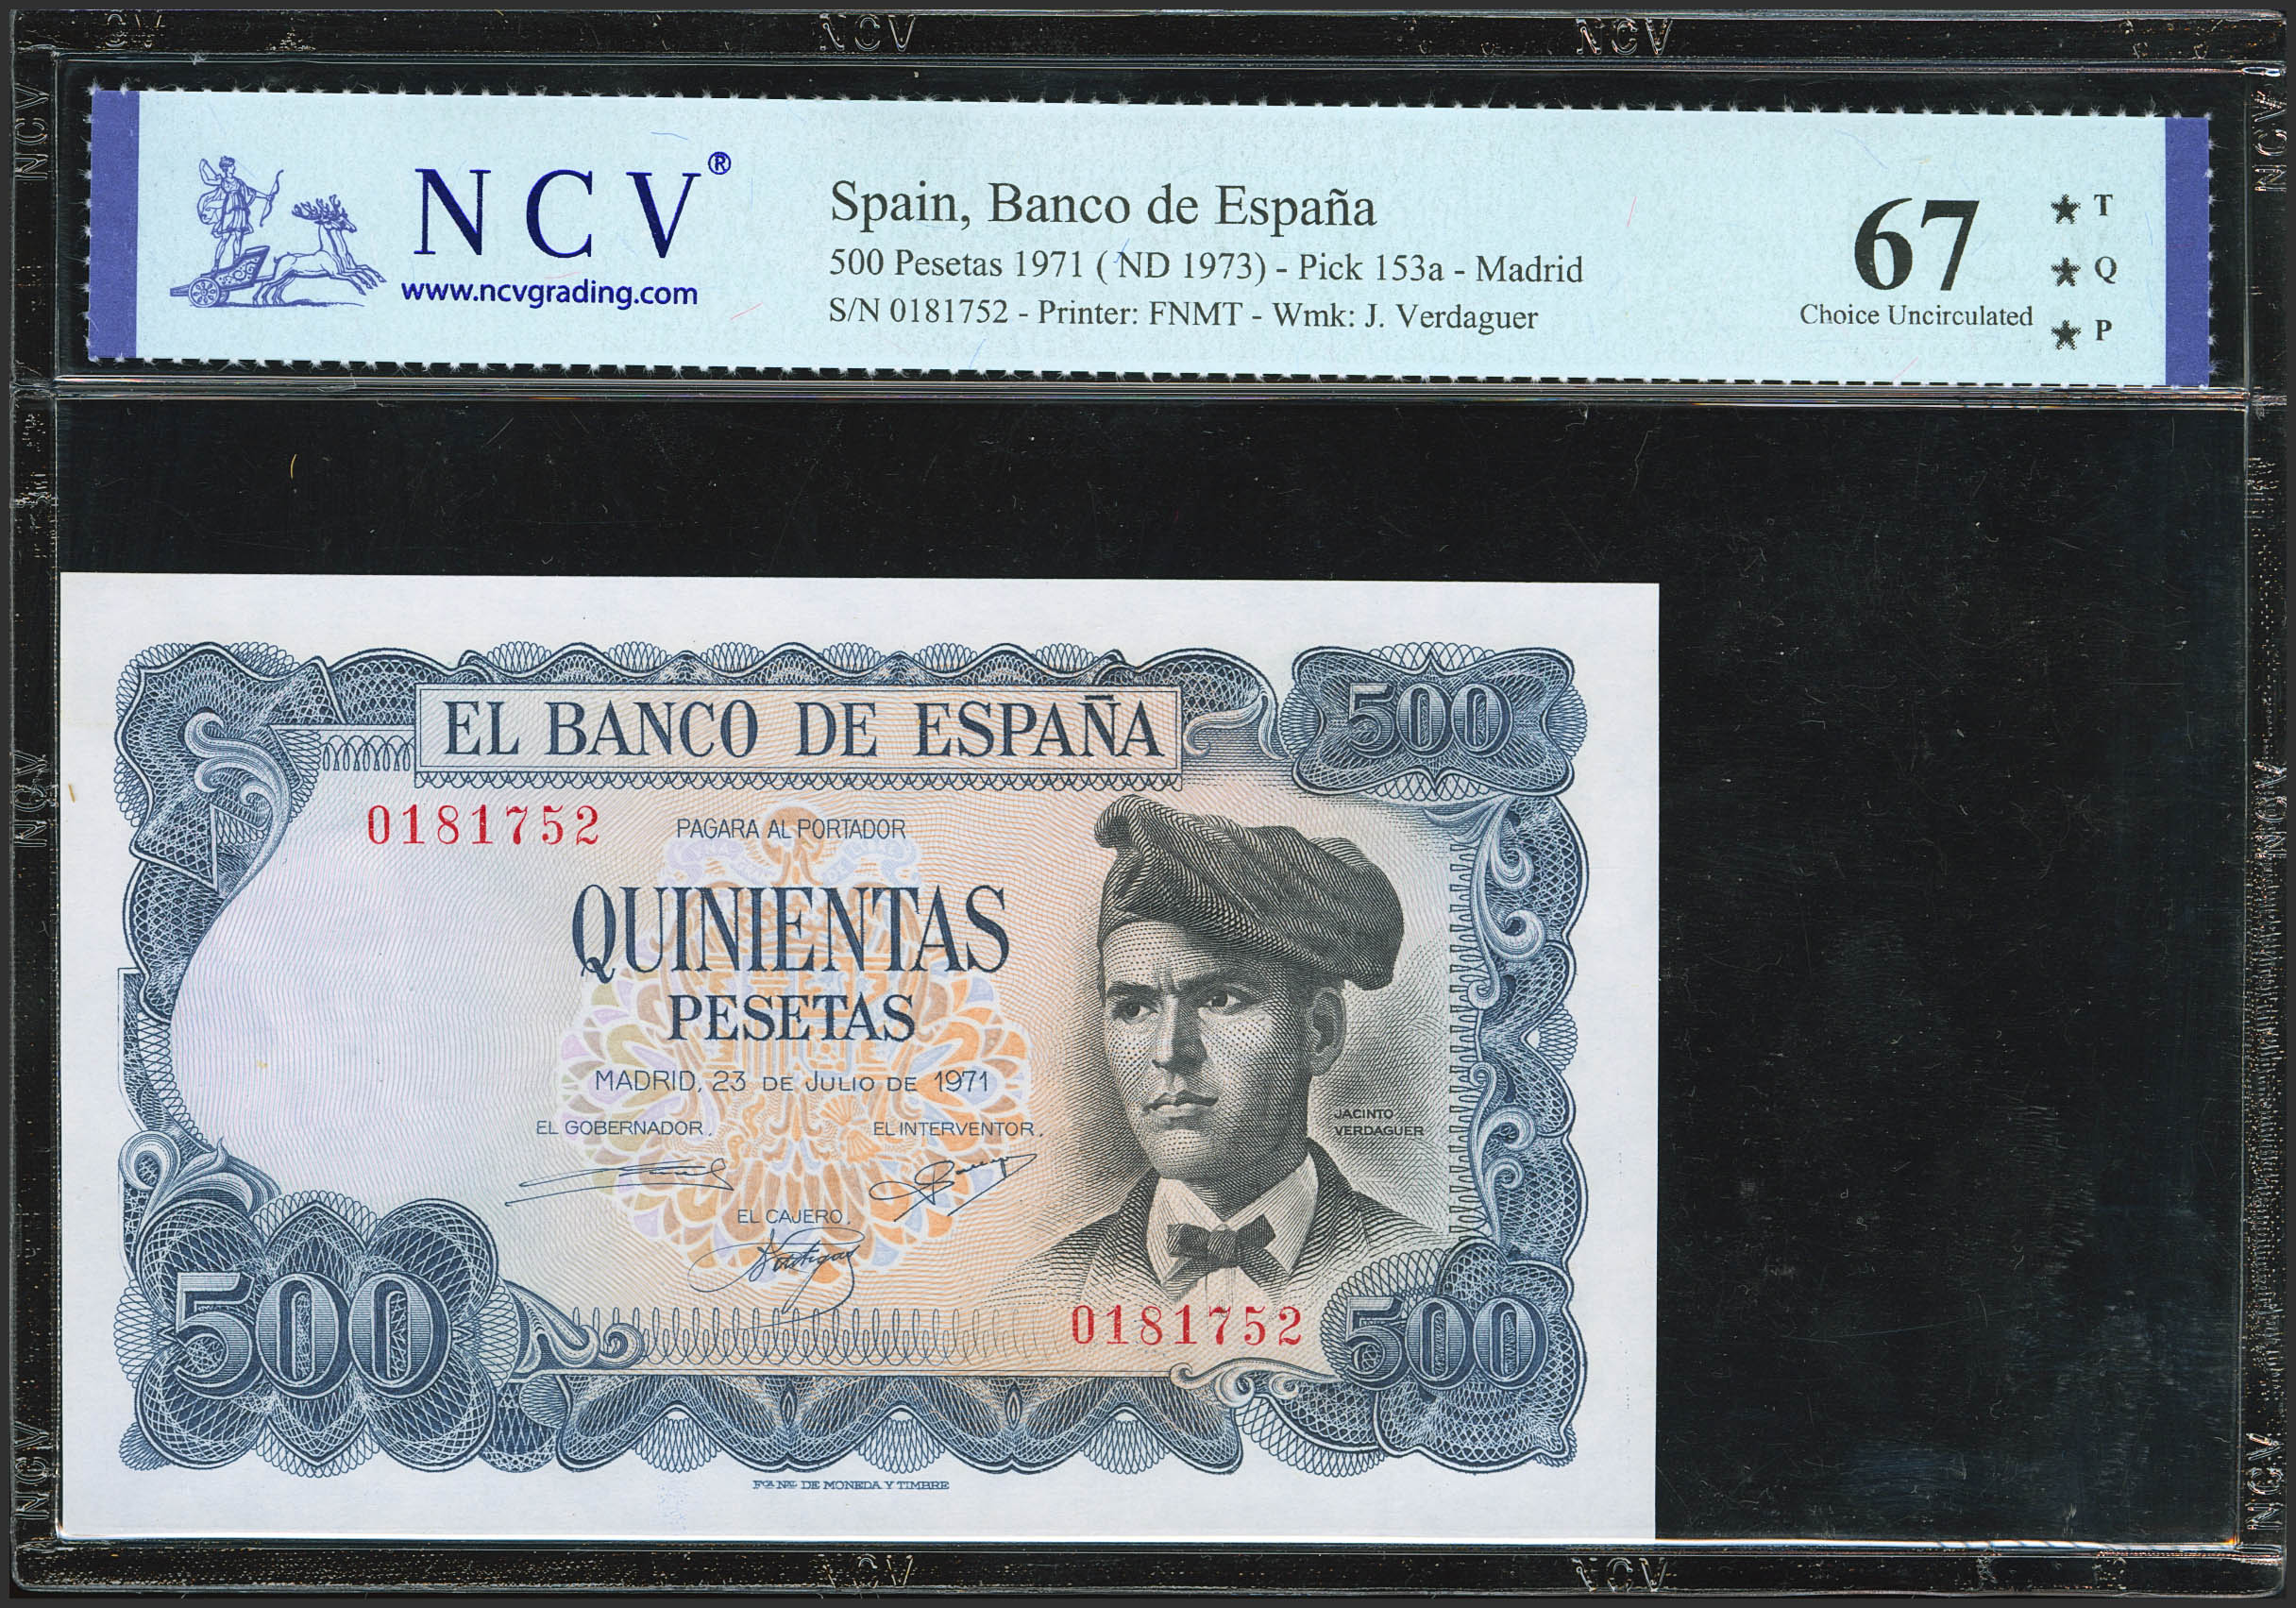 NCV NCV
NCV®
www.ncvgrading.com
Spain, Banco de España
500 Pesetas 1971 ( ND 1973) - Pick 153a - Madrid
S/N 0181752 - Printer: FNMT - Wmk: J. Verdaguer
67
Choice Uncirculated
★ T
★ Q
★ P
EL BANCO DE ESPAÑA
500
0181752
PAGARA AL PORTADOR
QUINIENTAS
PESETAS
MADRID, 23 DE JULIO DE 1971
EL GOBERNADOR,
EL INTERVENTOR,
JACINTO
VERDAGUER
EL CAJERO,
500
0181752
500
Fca Nal DE MONEDA Y TIMBRE
NCV NCV